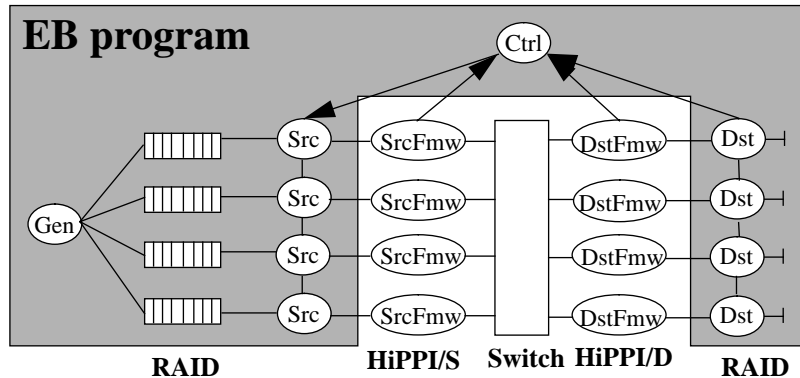 EB program
Ctrl
Src SrcFmw DstFmw Dst
Src SrcFmw DstFmw Dst
Gen
Src SrcFmw DstFmw Dst
Src SrcFmw DstFmw Dst
RAID HiPPI/S Switch HiPPI/D RAID